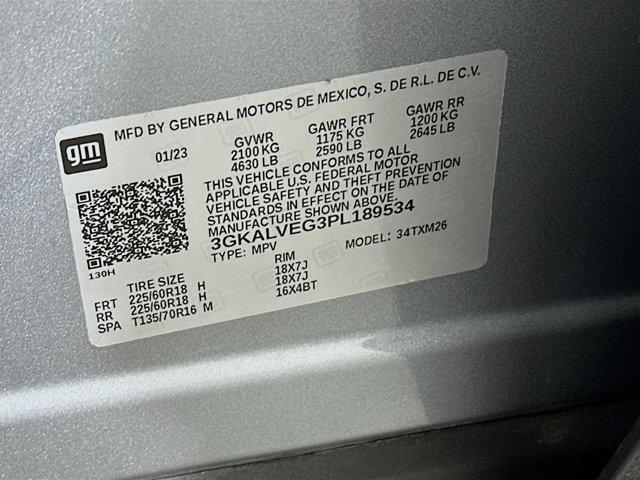 MFD BY GENERAL MOTORS DE MEXICO, S. DE R.L. DE C.V.
gm
01/23 GVWR GAWR FRT GAWR RR
2100 KG 1175 KG 1200 KG
4630 LB 2590 LB 2645 LB
THIS VEHICLE CONFORMS TO ALL
APPLICABLE U.S. FEDERAL MOTOR
VEHICLE SAFETY AND THEFT PREVENTION
STANDARDS IN EFFECT ON THE DATE OF
MANUFACTURE SHOWN ABOVE.
3GKALVEG3PL189534
TYPE: MPV MODEL: 34TXM26
130H
TIRE SIZE RIM
FRT 225/60R18 H 18X7J
RR 225/60R18 H 18X7J
SPA T135/70R16 M 16X4BT